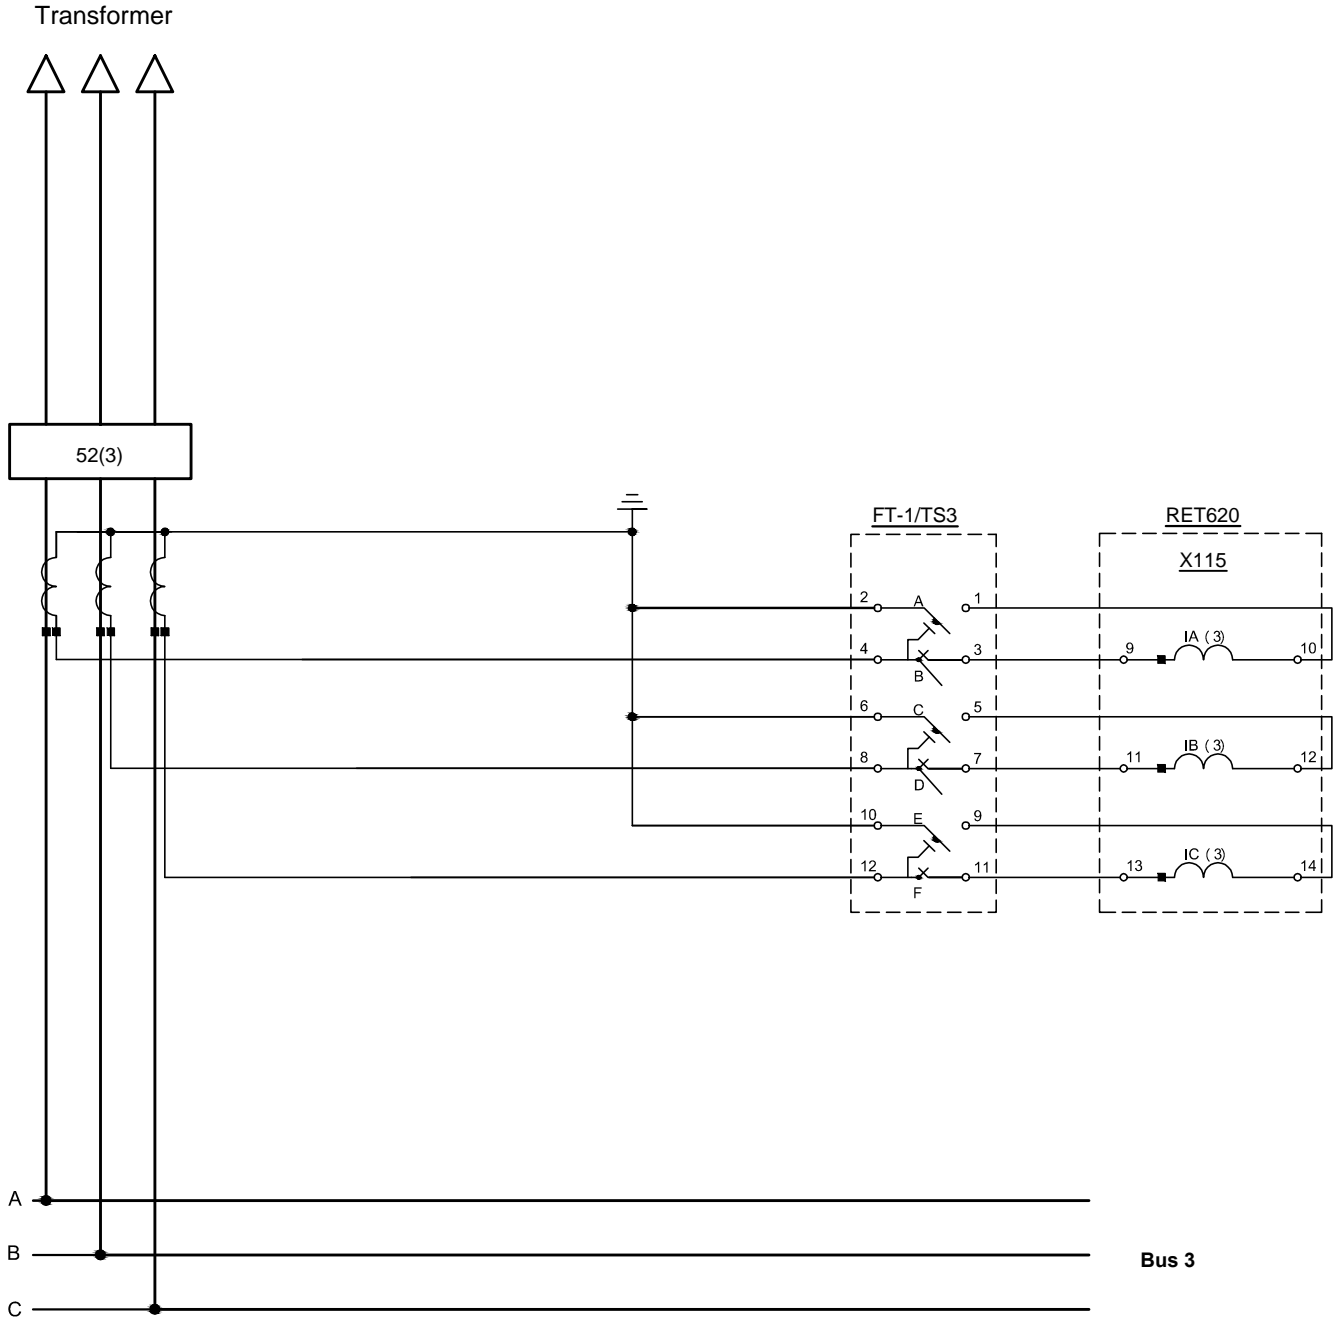 Transformer
52(3)
FT-1/TS3
RET620
X115
2 A 1
4 3 9 IA (3) 10
B
6 C 5
8 7 11 IB (3) 12
D
10 E 9
12 11 13 IC (3) 14
F
A
B
Bus 3
C